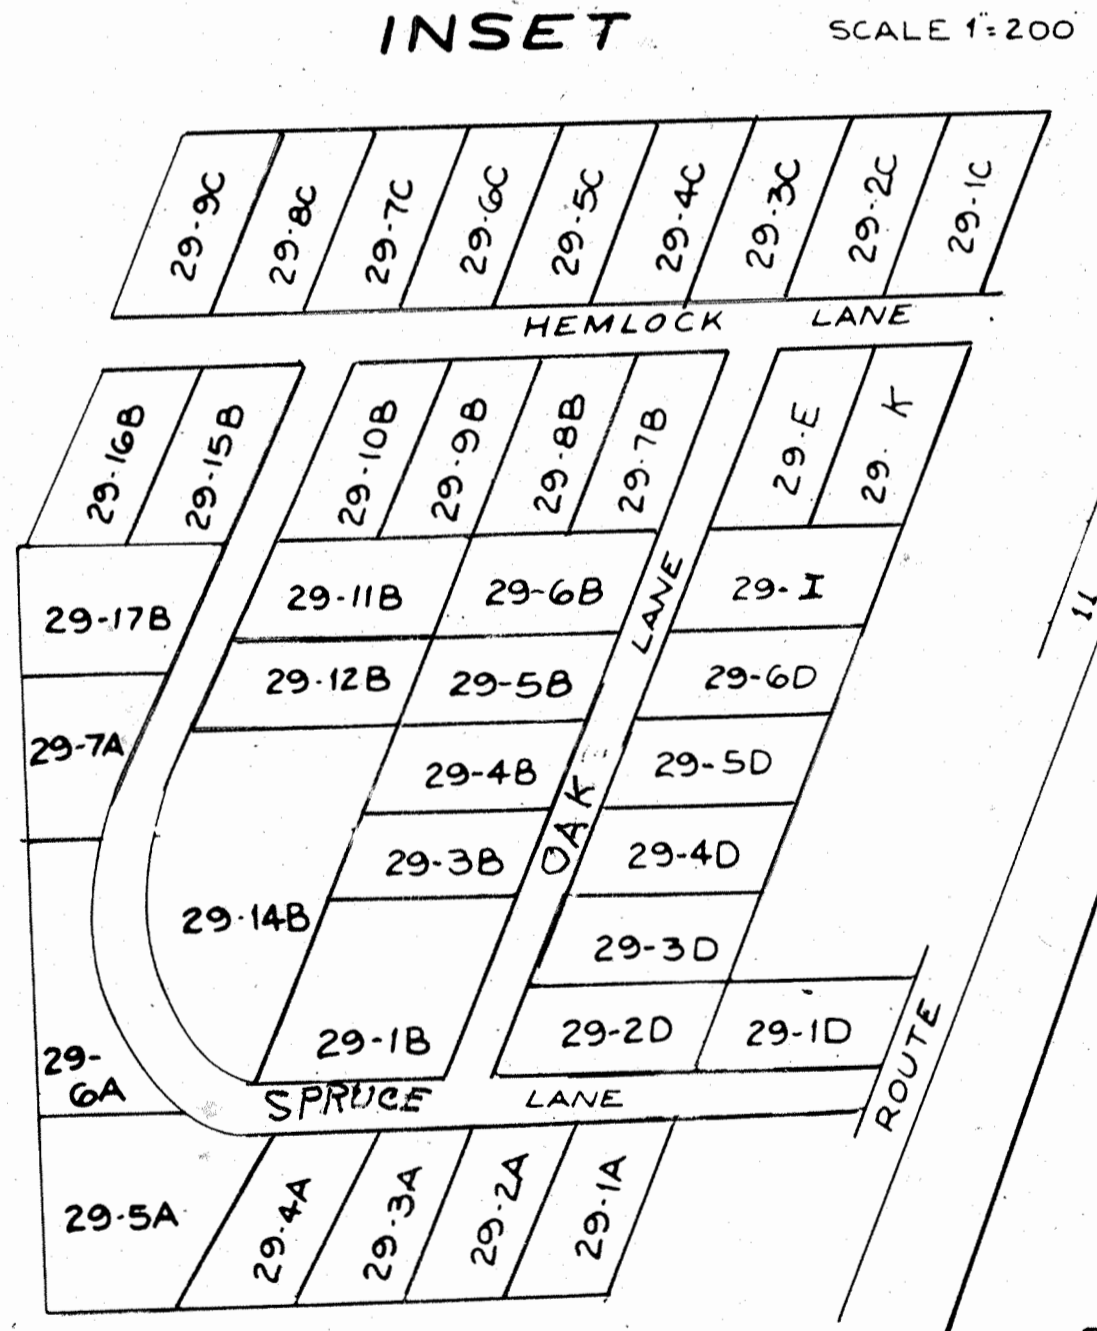 INSET
SCALE 1"=200'
29-9C
29-8C
29-7C
29-6C
29-5C
29-4C
29-3C
29-2C
29-1C
HEMLOCK LANE
29-16B
29-15B
29-10B
29-9B
29-8B
29-7B
29-E
29-K
29-17B
29-11B
29-6B
29-I
29-12B
29-5B
29-6D
29-7A
29-4B
29-5D
29-3B
29-4D
OAK LANE
29-14B
29-3D
29-6A
29-1B
29-2D
29-1D
SPRUCE LANE
ROUTE 11
29-5A
29-4A
29-3A
29-2A
29-1A